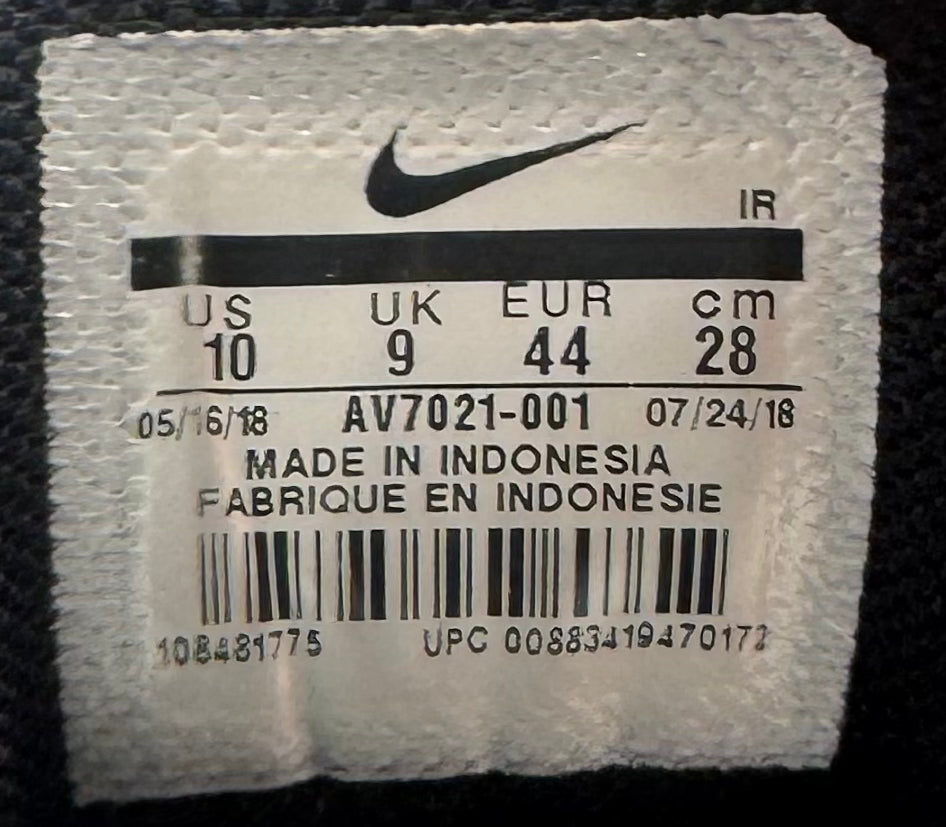 IR
US UK EUR cm
10 9 44 28
05/16/18 AV7021-001 07/24/18
MADE IN INDONESIA
FABRIQUE EN INDONESIE
UPC